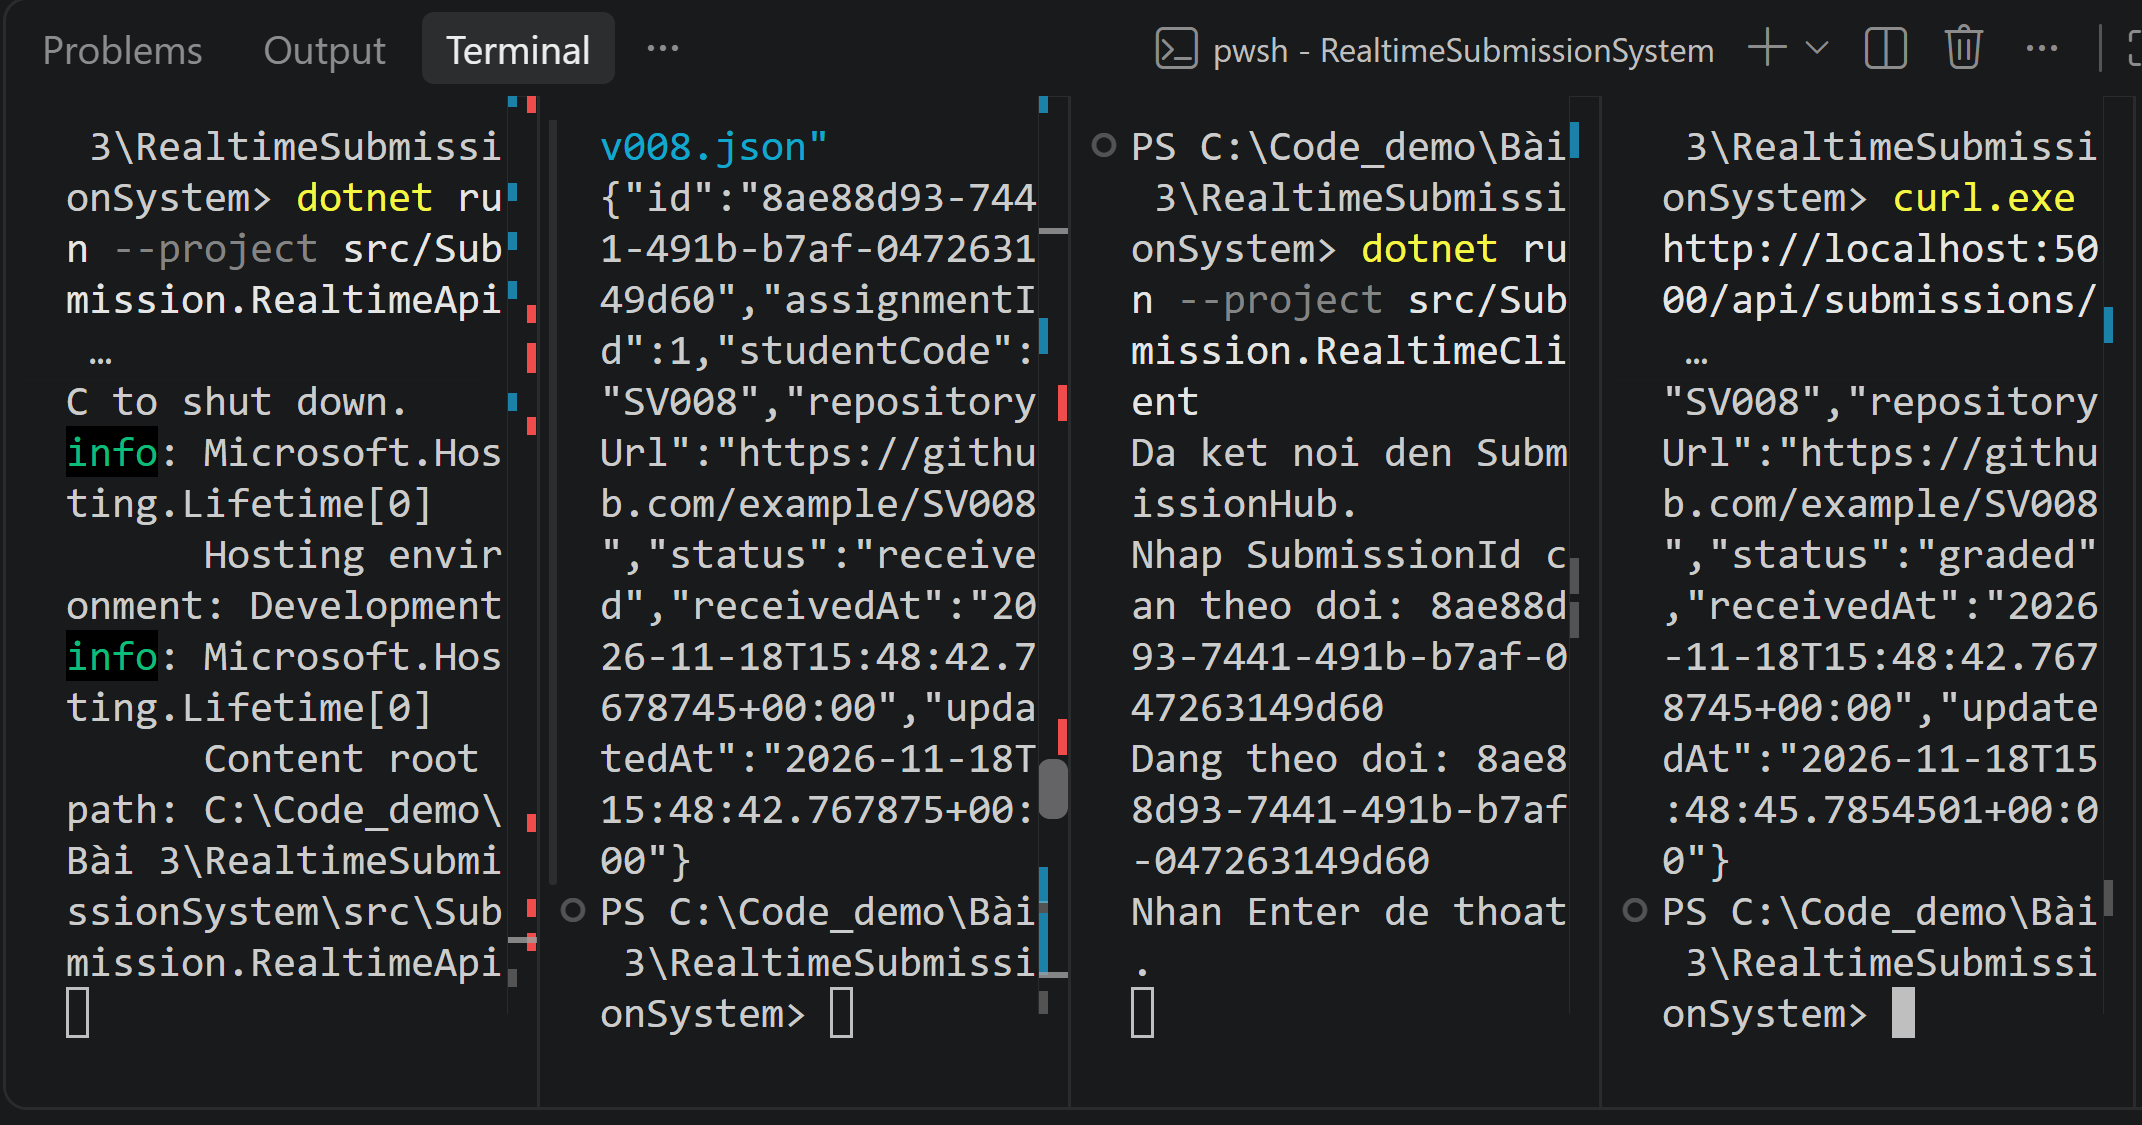 Problems Output Terminal ···
pwsh - RealtimeSubmissionSystem
3\RealtimeSubmissi
onSystem> dotnet ru
n --project src/Sub
mission.RealtimeApi
…
C to shut down.
info: Microsoft.Hos
ting.Lifetime[0]
Hosting envir
onment: Development
info: Microsoft.Hos
ting.Lifetime[0]
Content root
path: C:\Code_demo\
Bài 3\RealtimeSubmi
ssionSystem\src\Sub
mission.RealtimeApi
v008.json"
{"id":"8ae88d93-744
1-491b-b7af-0472631
49d60","assignmentI
d":1,"studentCode":
"SV008","repository
Url":"https://githu
b.com/example/SV008
","status":"receive
d","receivedAt":"20
26-11-18T15:48:42.7
678745+00:00","upda
tedAt":"2026-11-18T
15:48:42.767875+00:
00"}
PS C:\Code_demo\Bài
3\RealtimeSubmissi
onSystem>
PS C:\Code_demo\Bài
3\RealtimeSubmissi
onSystem> dotnet ru
n --project src/Sub
mission.RealtimeCli
ent
Da ket noi den Subm
issionHub.
Nhap SubmissionId c
an theo doi: 8ae88d
93-7441-491b-b7af-0
47263149d60
Dang theo doi: 8ae8
8d93-7441-491b-b7af
-047263149d60
Nhan Enter de thoat
.
3\RealtimeSubmissi
onSystem> curl.exe
http://localhost:50
00/api/submissions/
…
"SV008","repository
Url":"https://githu
b.com/example/SV008
","status":"graded"
,"receivedAt":"2026
-11-18T15:48:42.767
8745+00:00","update
dAt":"2026-11-18T15
:48:45.7854501+00:0
0"}
PS C:\Code_demo\Bài
3\RealtimeSubmissi
onSystem>